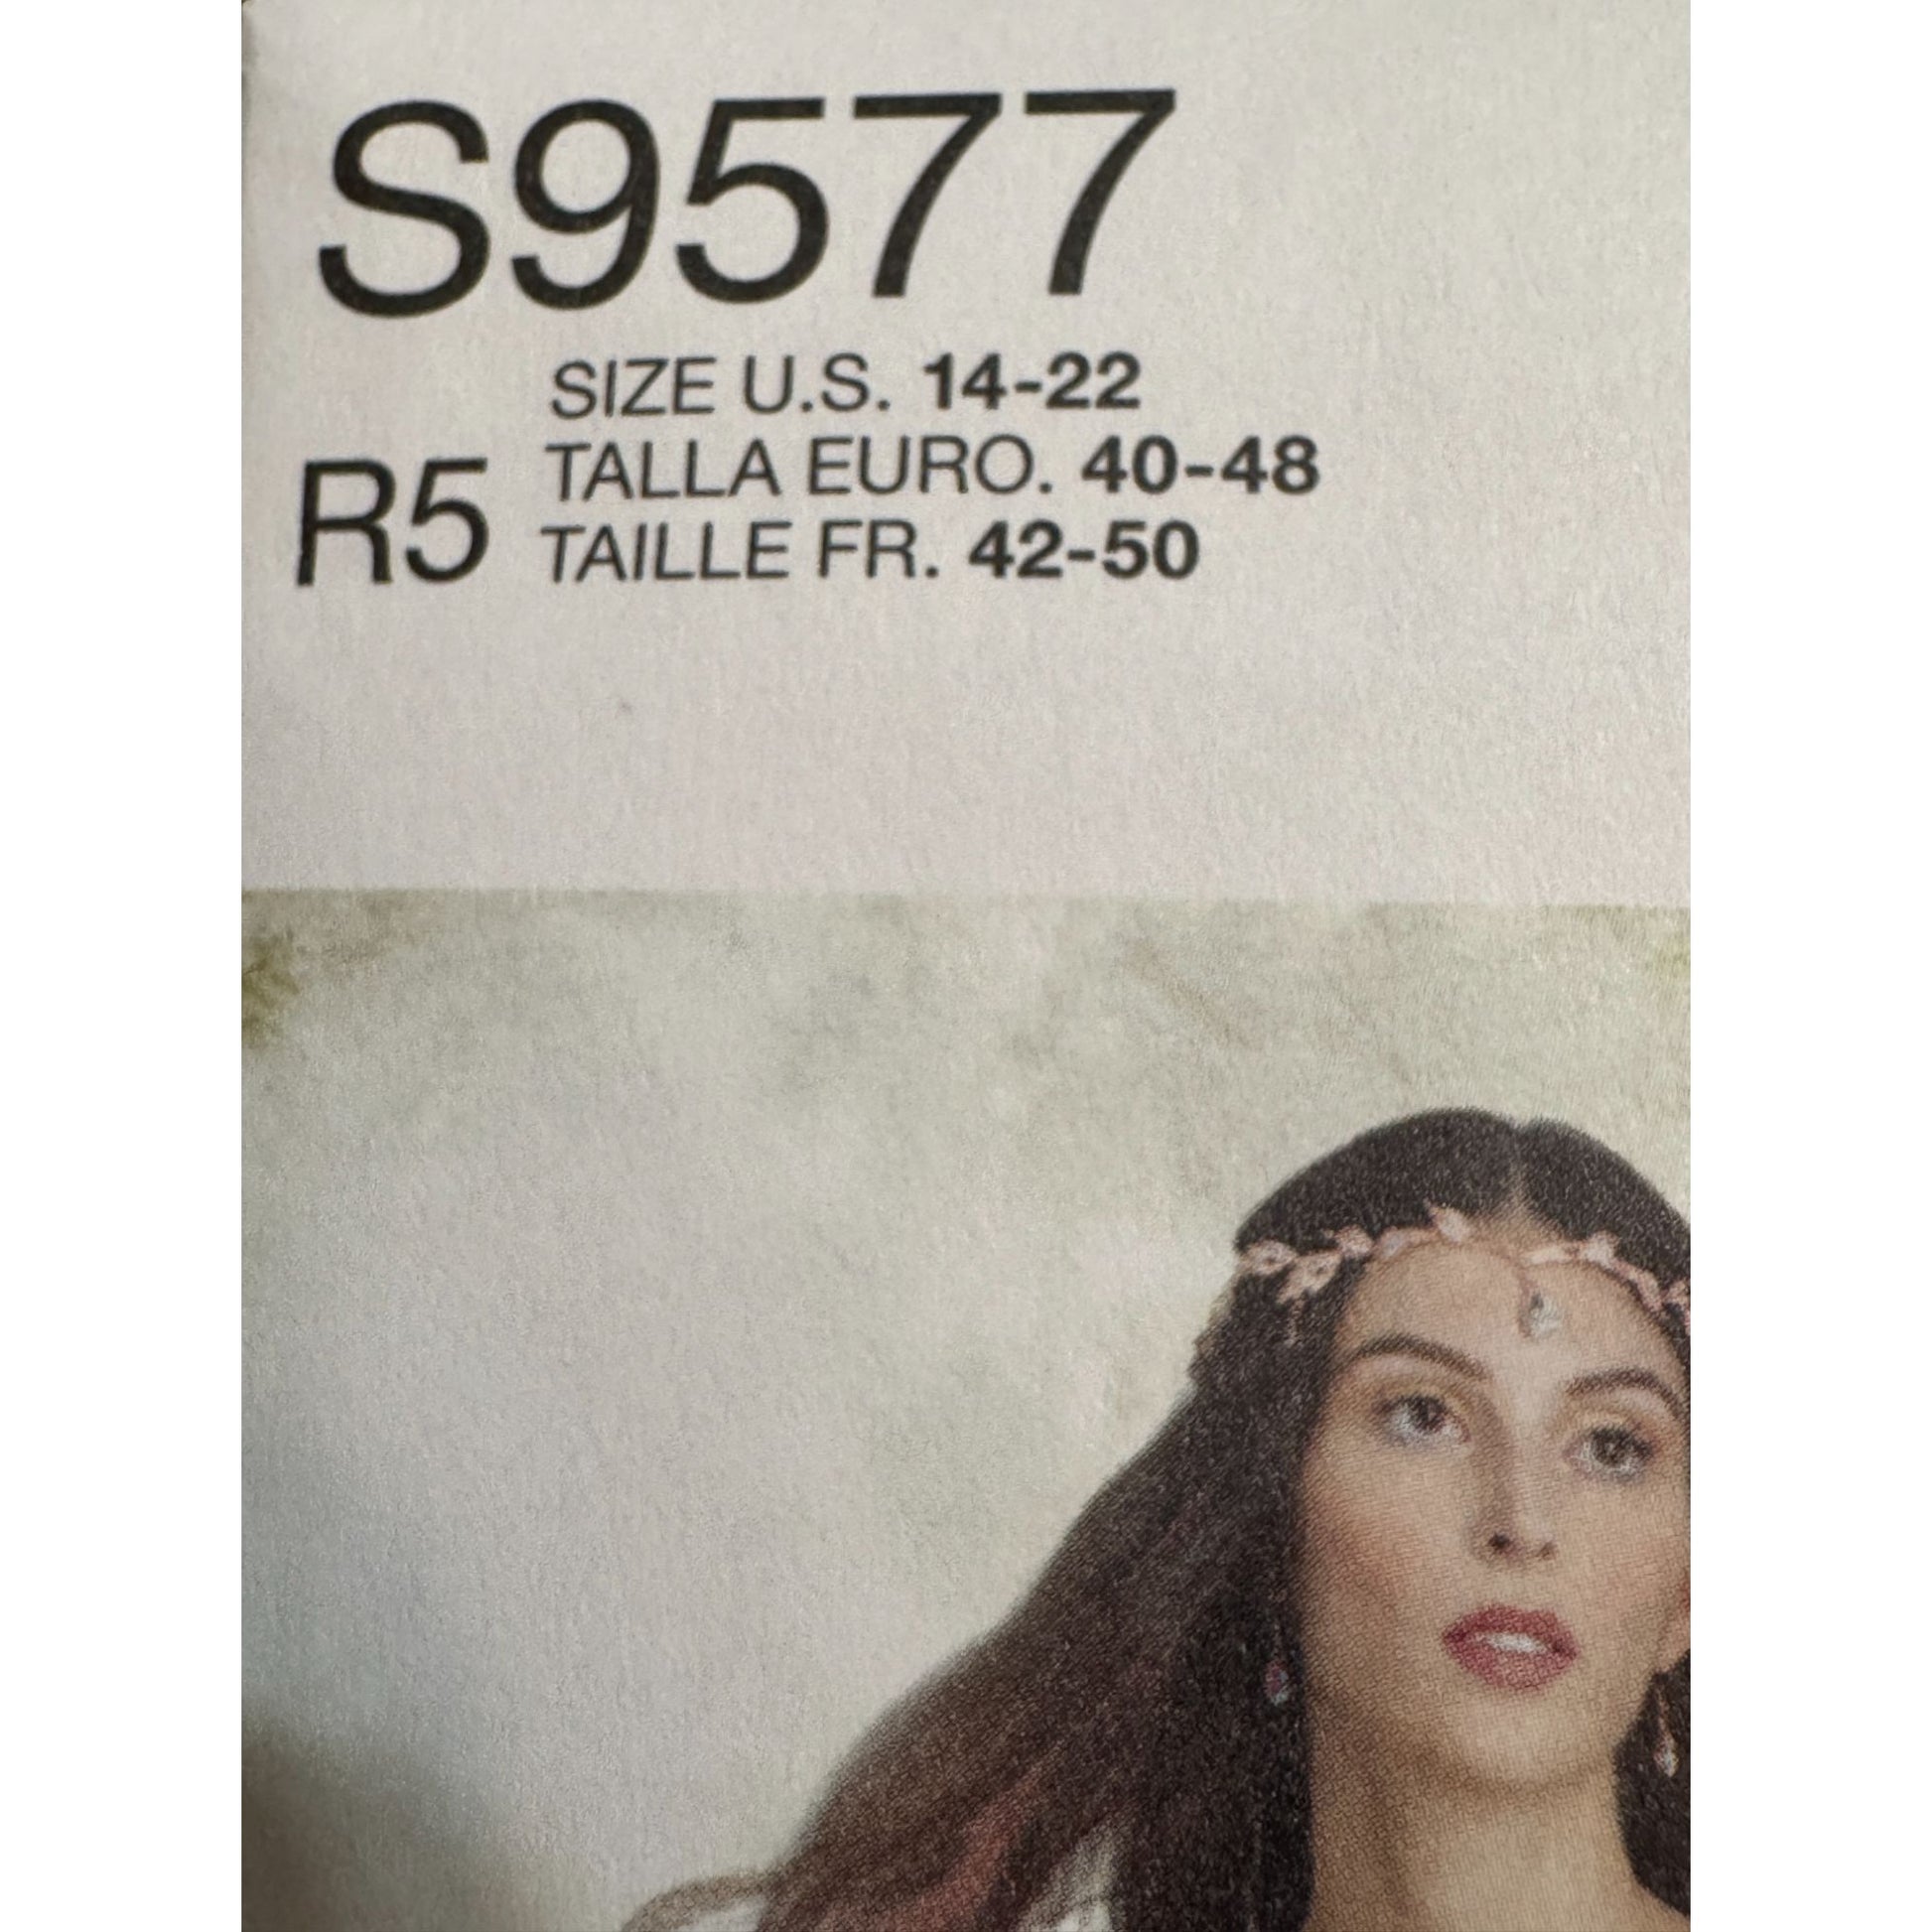 S9577
SIZE U.S. 14-22
R5 TALLA EURO. 40-48
TAILLE FR. 42-50